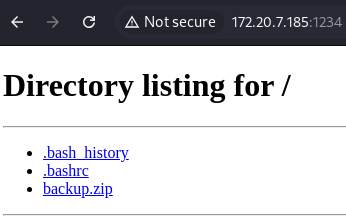 Not secure 172.20.7.185:1234
Directory listing for /
.bash_history
.bashrc
backup.zip